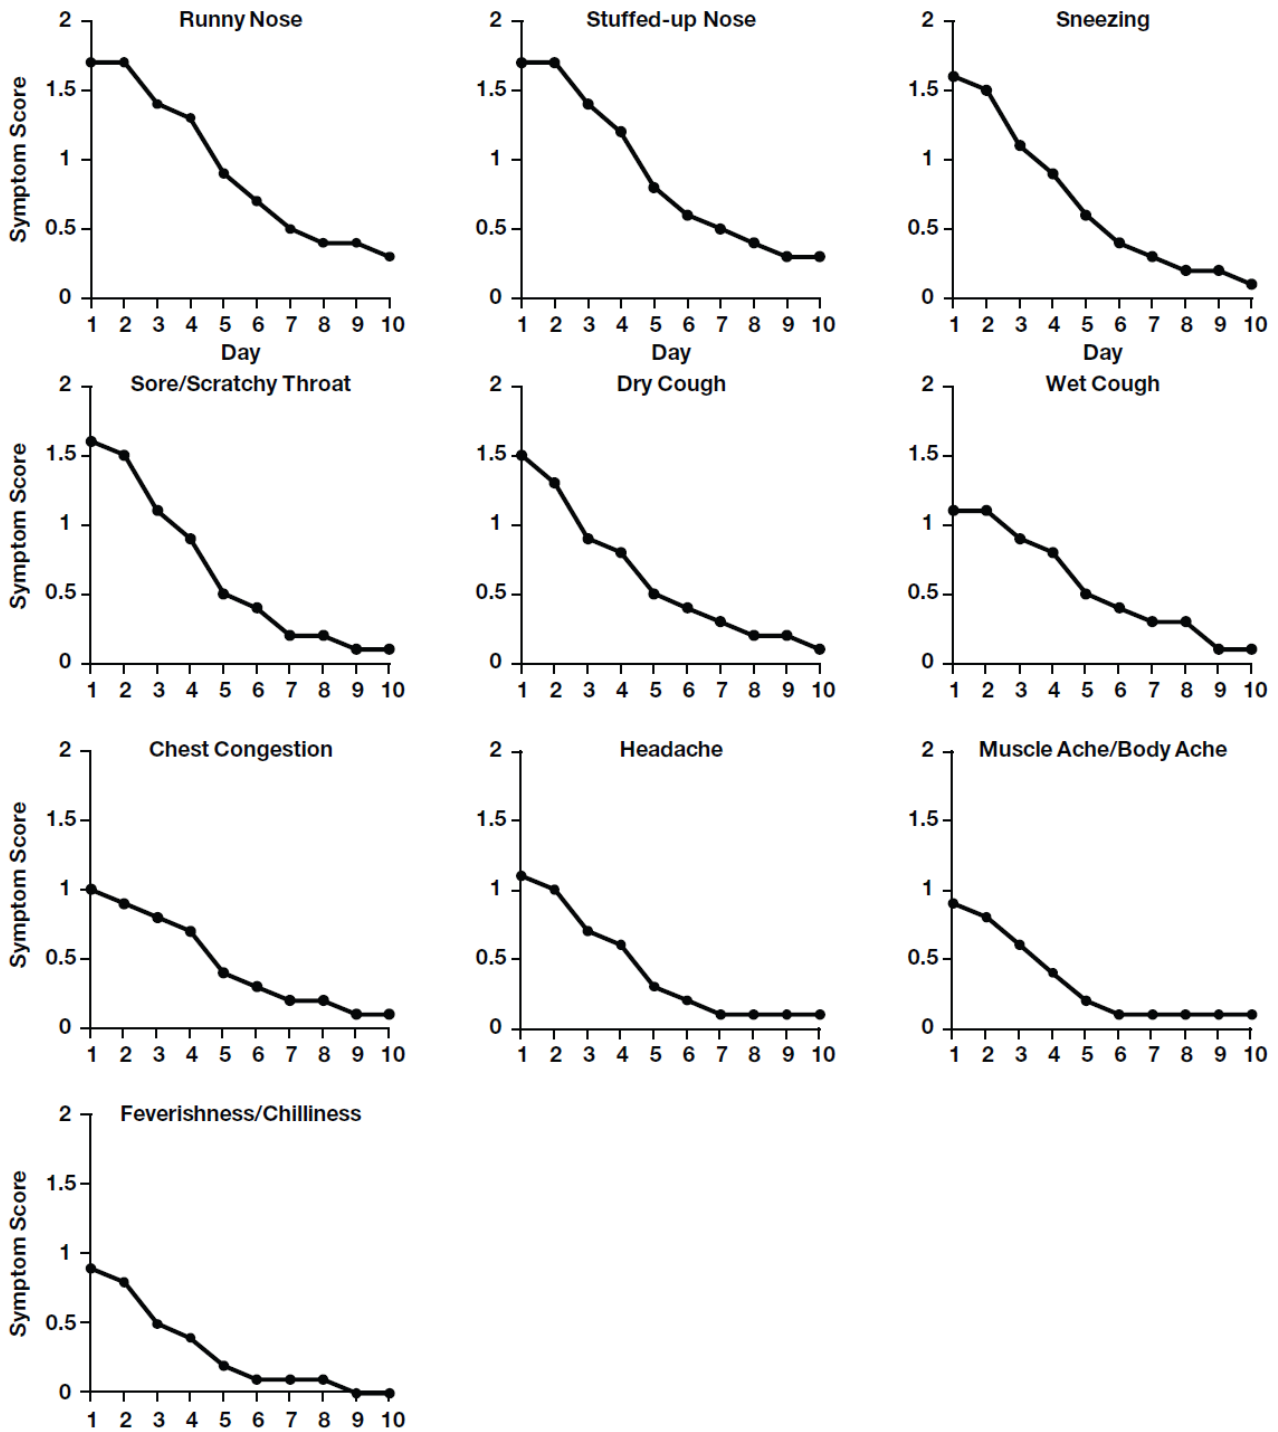 Runny Nose
Symptom Score
2
1.5
1
0.5
0
1 2 3 4 5 6 7 8 9 10
Day
Stuffed-up Nose
2
1.5
1
0.5
0
1 2 3 4 5 6 7 8 9 10
Day
Sneezing
2
1.5
1
0.5
0
1 2 3 4 5 6 7 8 9 10
Day
Sore/Scratchy Throat
Symptom Score
2
1.5
1
0.5
0
1 2 3 4 5 6 7 8 9 10
Dry Cough
2
1.5
1
0.5
0
1 2 3 4 5 6 7 8 9 10
Wet Cough
2
1.5
1
0.5
0
1 2 3 4 5 6 7 8 9 10
Chest Congestion
Symptom Score
2
1.5
1
0.5
0
1 2 3 4 5 6 7 8 9 10
Headache
2
1.5
1
0.5
0
1 2 3 4 5 6 7 8 9 10
Muscle Ache/Body Ache
2
1.5
1
0.5
0
1 2 3 4 5 6 7 8 9 10
Feverishness/Chilliness
Symptom Score
2
1.5
1
0.5
0
1 2 3 4 5 6 7 8 9 10